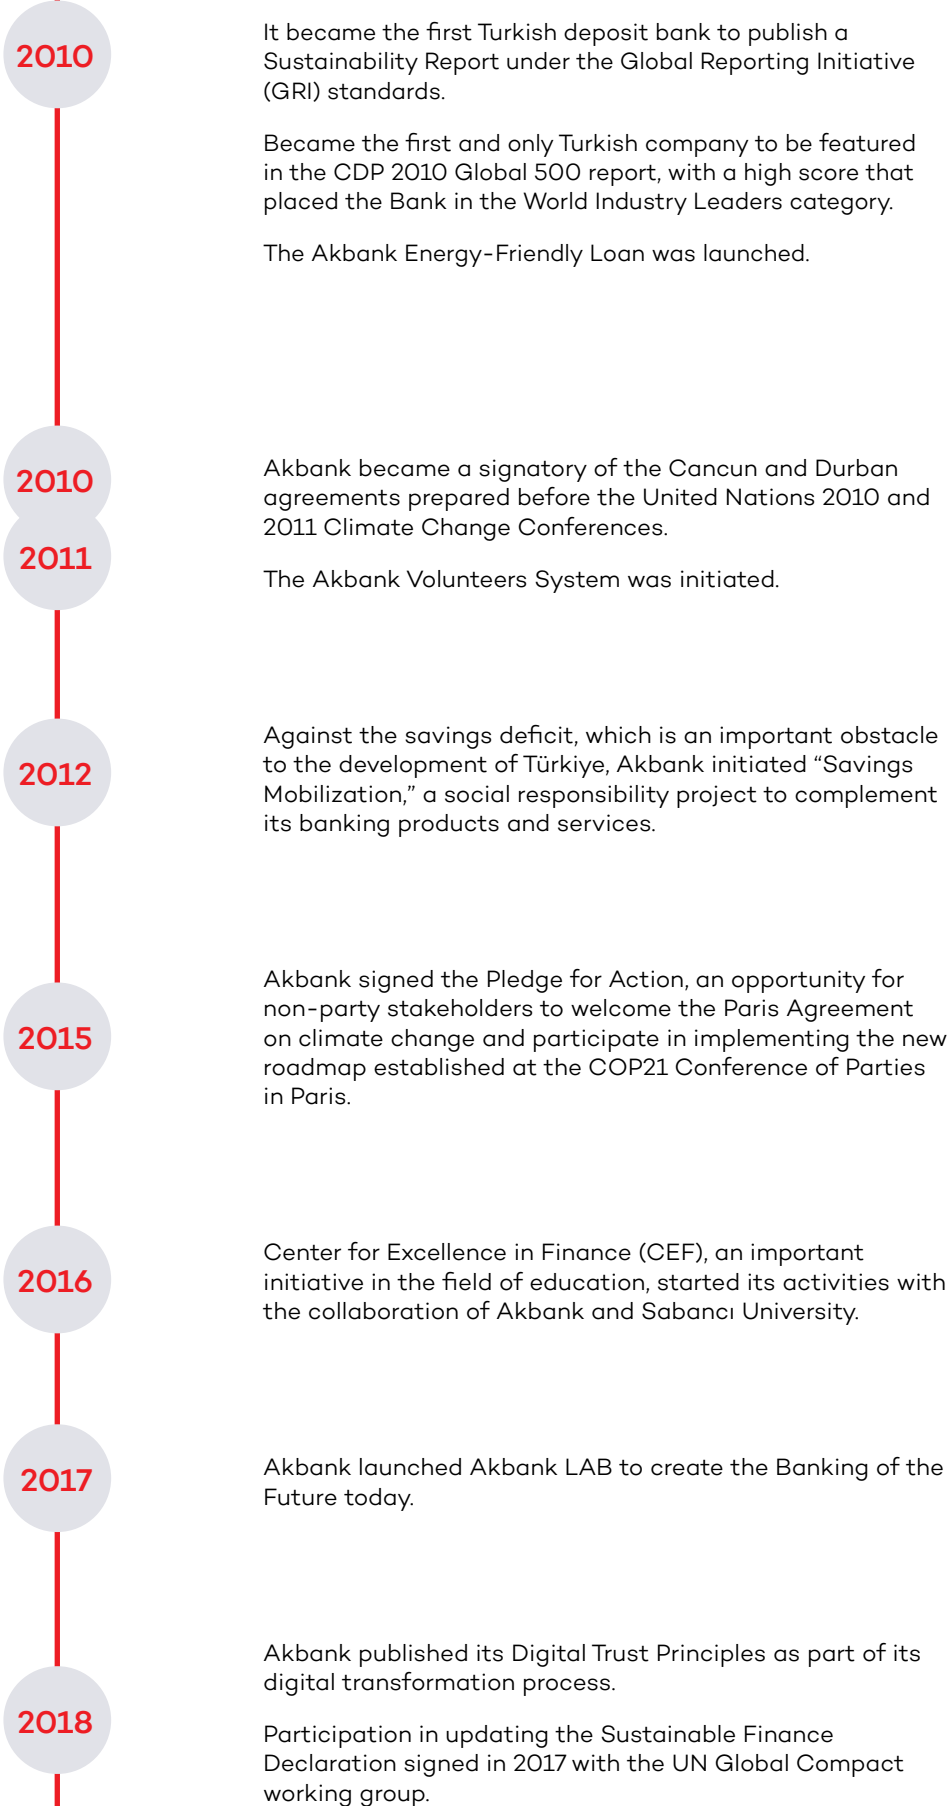 2010
It became the first Turkish deposit bank to publish a
Sustainability Report under the Global Reporting Initiative
(GRI) standards.
Became the first and only Turkish company to be featured
in the CDP 2010 Global 500 report, with a high score that
placed the Bank in the World Industry Leaders category.
The Akbank Energy-Friendly Loan was launched.
2010
2011
Akbank became a signatory of the Cancun and Durban
agreements prepared before the United Nations 2010 and
2011 Climate Change Conferences.
The Akbank Volunteers System was initiated.
2012
Against the savings deficit, which is an important obstacle
to the development of Türkiye, Akbank initiated “Savings
Mobilization,” a social responsibility project to complement
its banking products and services.
2015
Akbank signed the Pledge for Action, an opportunity for
non-party stakeholders to welcome the Paris Agreement
on climate change and participate in implementing the new
roadmap established at the COP21 Conference of Parties
in Paris.
2016
Center for Excellence in Finance (CEF), an important
initiative in the field of education, started its activities with
the collaboration of Akbank and Sabancı University.
2017
Akbank launched Akbank LAB to create the Banking of the
Future today.
2018
Akbank published its Digital Trust Principles as part of its
digital transformation process.
Participation in updating the Sustainable Finance
Declaration signed in 2017 with the UN Global Compact
working group.